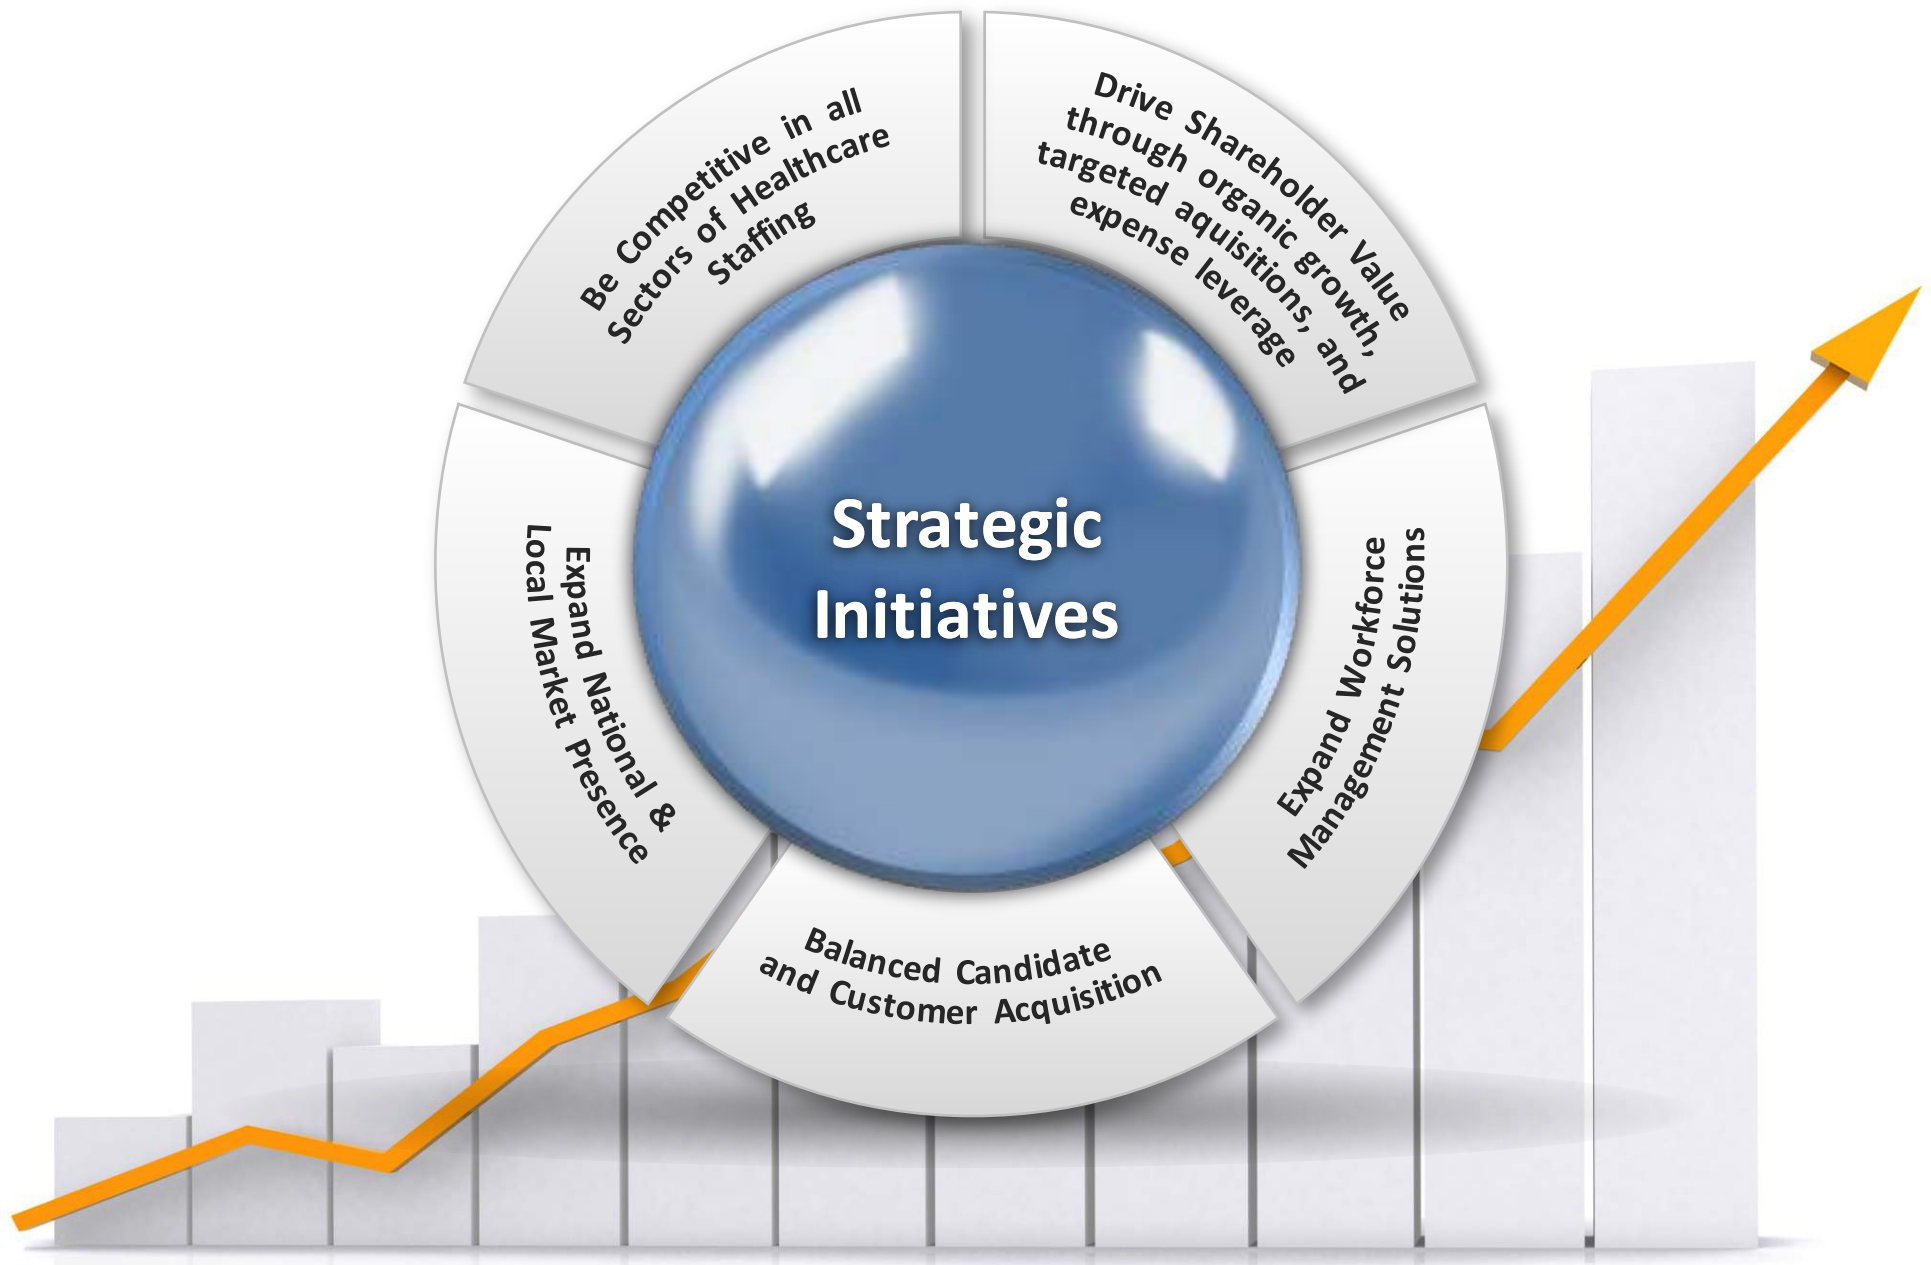 Be Competitive in all
Sectors of Healthcare
Staffing
Drive Shareholder Value
through organic growth,
targeted aquisitions, and
expense leverage
Strategic
Initiatives
Expand National &
Local Market Presence
Expand Workforce
Management Solutions
Balanced Candidate
and Customer Acquisition